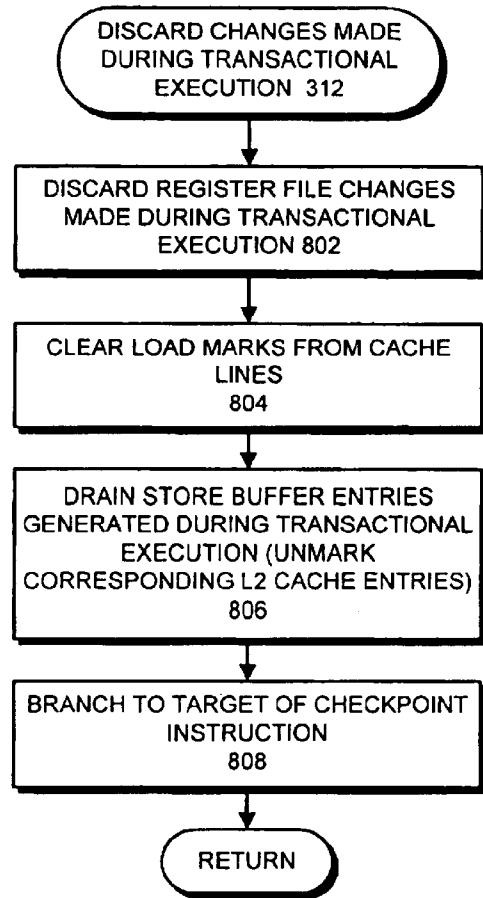 DISCARD CHANGES MADE
DURING TRANSACTIONAL
EXECUTION 312
DISCARD REGISTER FILE CHANGES
MADE DURING TRANSACTIONAL
EXECUTION 802
CLEAR LOAD MARKS FROM CACHE
LINES
804
DRAIN STORE BUFFER ENTRIES
GENERATED DURING TRANSACTIONAL
EXECUTION (UNMARK
CORRESPONDING L2 CACHE ENTRIES)
806
BRANCH TO TARGET OF CHECKPOINT
INSTRUCTION
808
RETURN